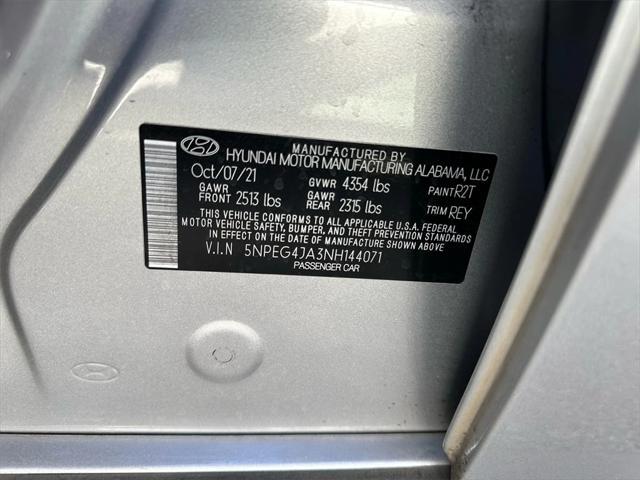 MANUFACTURED BY
HYUNDAI MOTOR MANUFACTURING ALABAMA, LLC
Oct/07/21 GVWR 4354 lbs PAINT R2T
GAWR FRONT 2513 lbs GAWR REAR 2315 lbs TRIM REY
THIS VEHICLE CONFORMS TO ALL APPLICABLE U.S.A. FEDERAL
MOTOR VEHICLE SAFETY, BUMPER, AND THEFT PREVENTION STANDARDS
IN EFFECT ON THE DATE OF MANUFACTURE SHOWN ABOVE.
V.I.N 5NPEG4JA3NH144071
PASSENGER CAR